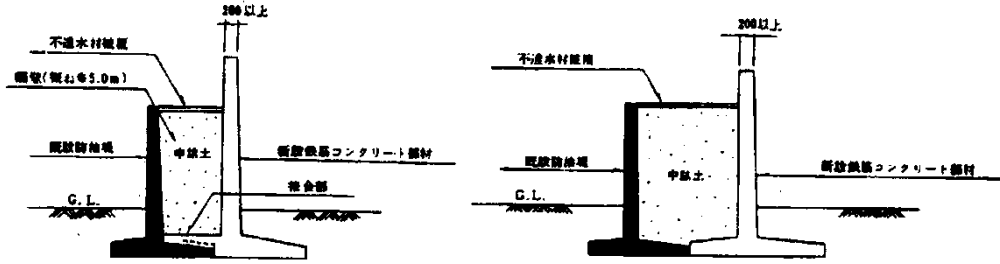 200以上
不透水材被覆
隔壁(概ね@5.0m)
中詰土
既設防油堤
新設鉄筋コンクリート部材
接合部
G.L.
200以上
不透水材被覆
中詰土
既設防油堤
新設鉄筋コンクリート部材
G.L.